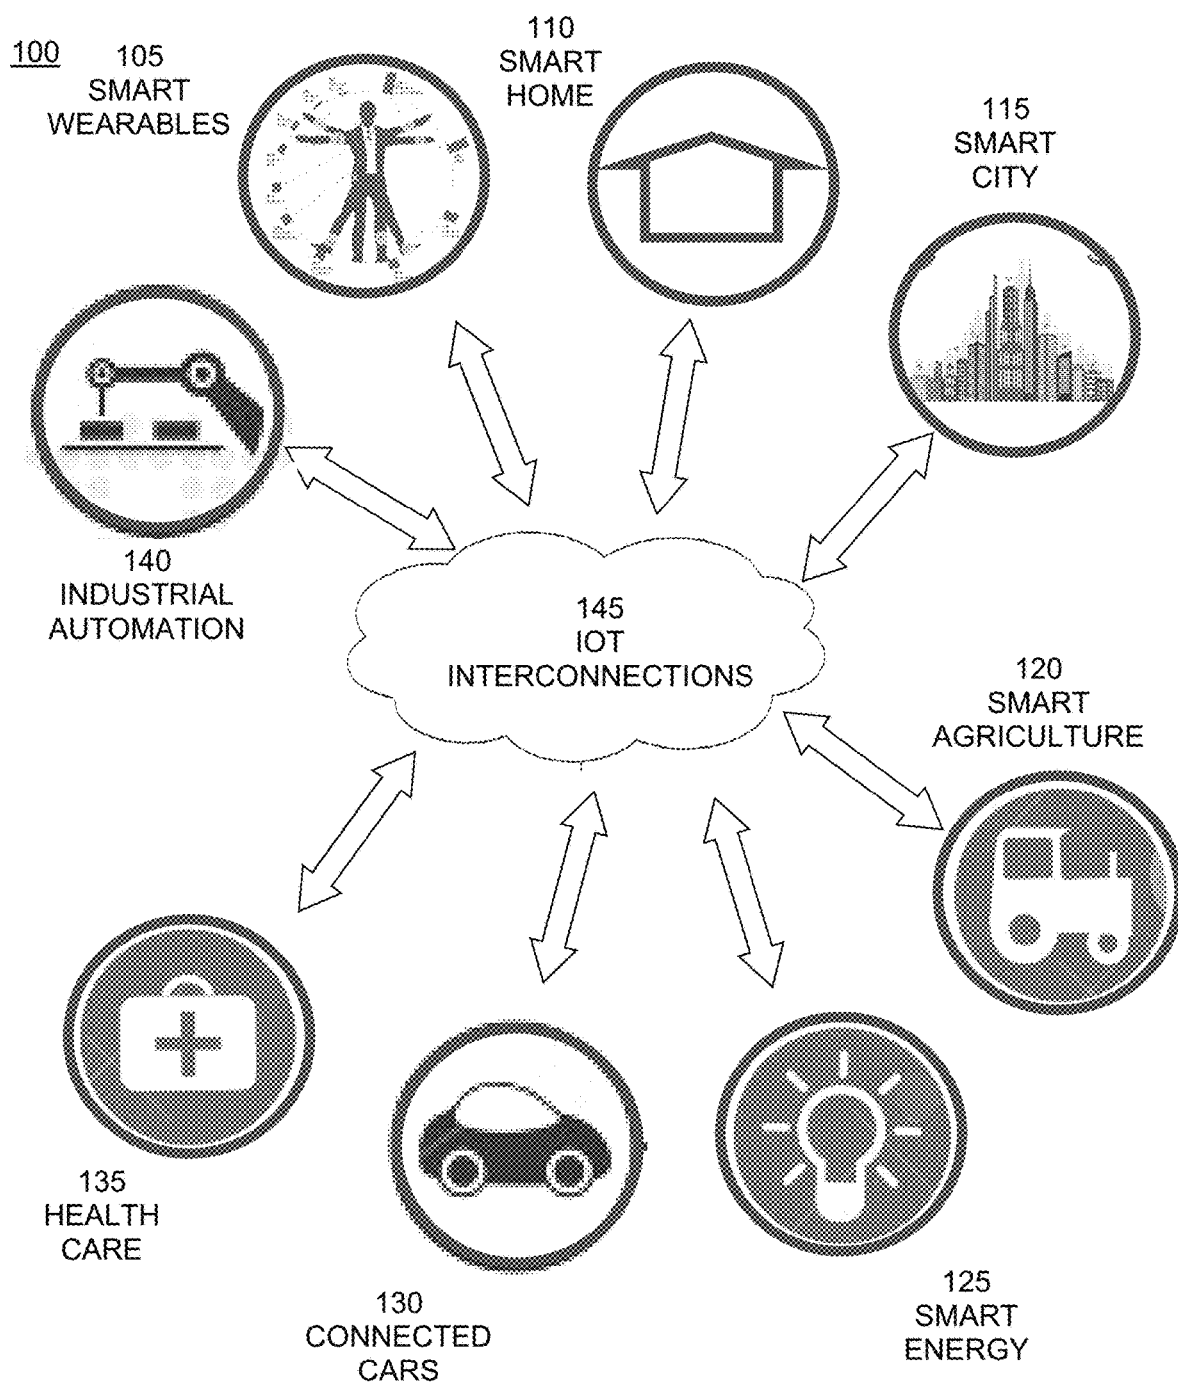 100
105
SMART
WEARABLES
110
SMART
HOME
115
SMART
CITY
140
INDUSTRIAL
AUTOMATION
145
IOT
INTERCONNECTIONS
120
SMART
AGRICULTURE
135
HEALTH
CARE
130
CONNECTED
CARS
125
SMART
ENERGY